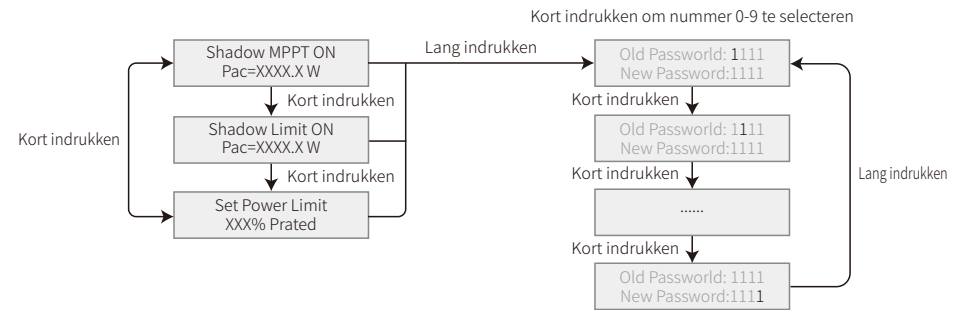 Kort indrukken om nummer 0-9 te selecteren
Shadow MPPT ON
Pac=XXXX.X W
Lang indrukken
Old Passworld: 1111
New Password:1111
Kort indrukken
Kort indrukken
Shadow Limit ON
Pac=XXXX.X W
Old Passworld: 1111
New Password:1111
Kort indrukken
Kort indrukken
Kort indrukken
Lang indrukken
Set Power Limit
XXX% Prated
......
Kort indrukken
Old Passworld: 1111
New Password:1111